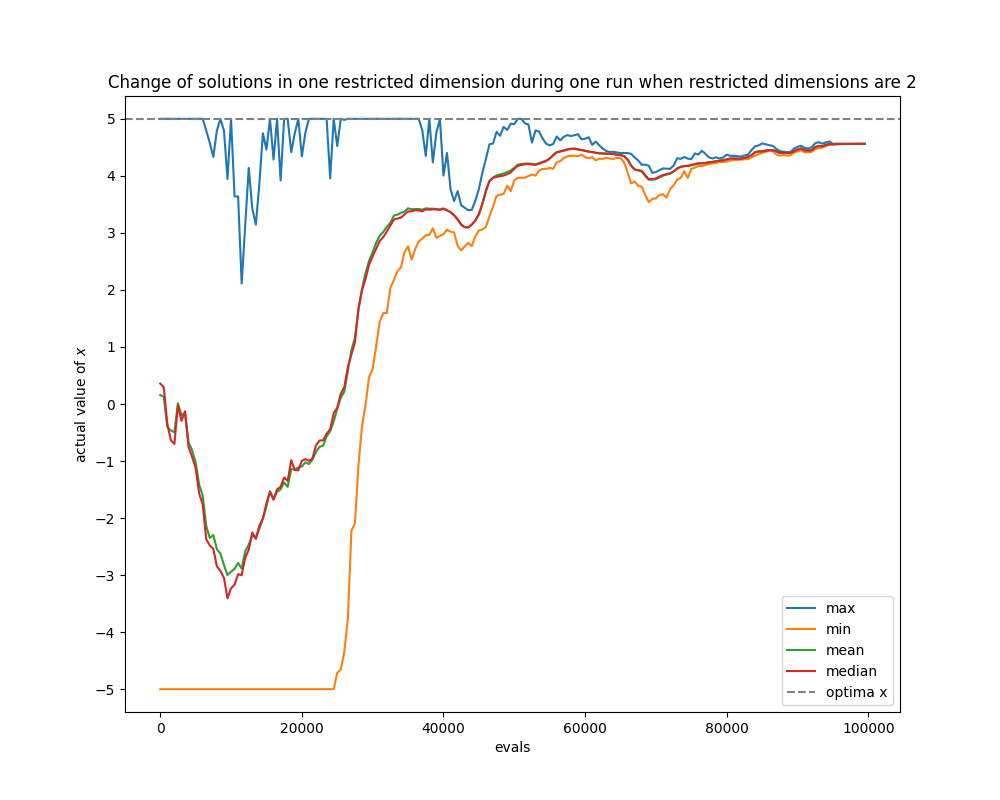 Change of solutions in one restricted dimension during one run when restricted dimensions are 2
actual value of x
5
4
3
2
1
0
−1
−2
−3
−4
−5
max
min
mean
median
optima x
0
20000
40000
60000
80000
100000
evals